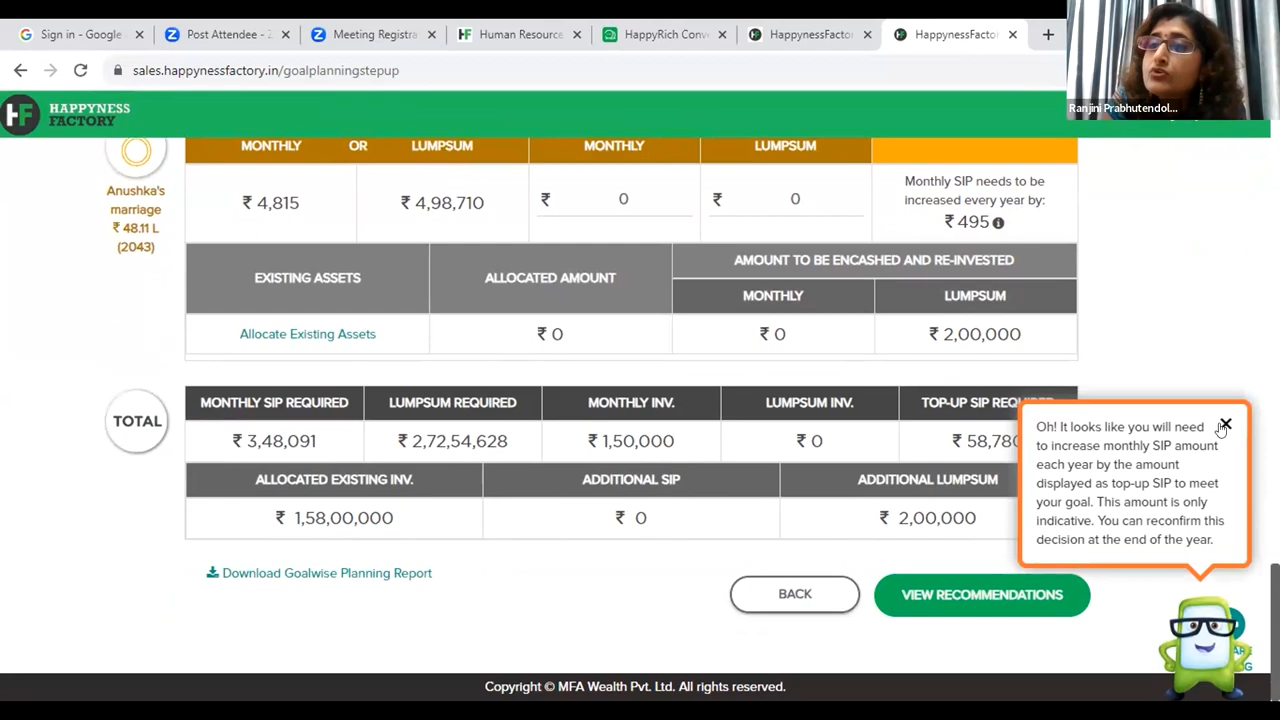 Sign in - Google
Post Attendee - Z
Meeting Registra
Human Resource
HappyRich Conv
HappynessFacto
HappynessFactor
sales.happynessfactory.in/goalplanningstepup
Ranjini Prabhutendol...
HAPPYNESS
FACTORY
MONTHLY OR LUMPSUM MONTHLY LUMPSUM
Anushka's
marriage
₹ 48.11 L
(2043)
₹ 4,815 ₹ 4,98,710 ₹ 0 ₹ 0
Monthly SIP needs to be
increased every year by:
₹ 495
EXISTING ASSETS ALLOCATED AMOUNT AMOUNT TO BE ENCASHED AND RE-INVESTED
MONTHLY LUMPSUM
Allocate Existing Assets ₹ 0 ₹ 0 ₹ 2,00,000
TOTAL
MONTHLY SIP REQUIRED LUMPSUM REQUIRED MONTHLY INV. LUMPSUM INV. TOP-UP SIP REQUIRED
₹ 3,48,091 ₹ 2,72,54,628 ₹ 1,50,000 ₹ 0 ₹ 58,780
ALLOCATED EXISTING INV. ADDITIONAL SIP ADDITIONAL LUMPSUM
₹ 1,58,00,000 ₹ 0 ₹ 2,00,000
Oh! It looks like you will need
to increase monthly SIP amount
each year by the amount
displayed as top-up SIP to meet
your goal. This amount is only
indicative. You can reconfirm this
decision at the end of the year.
Download Goalwise Planning Report
BACK
VIEW RECOMMENDATIONS
Copyright © MFA Wealth Pvt. Ltd. All rights reserved.